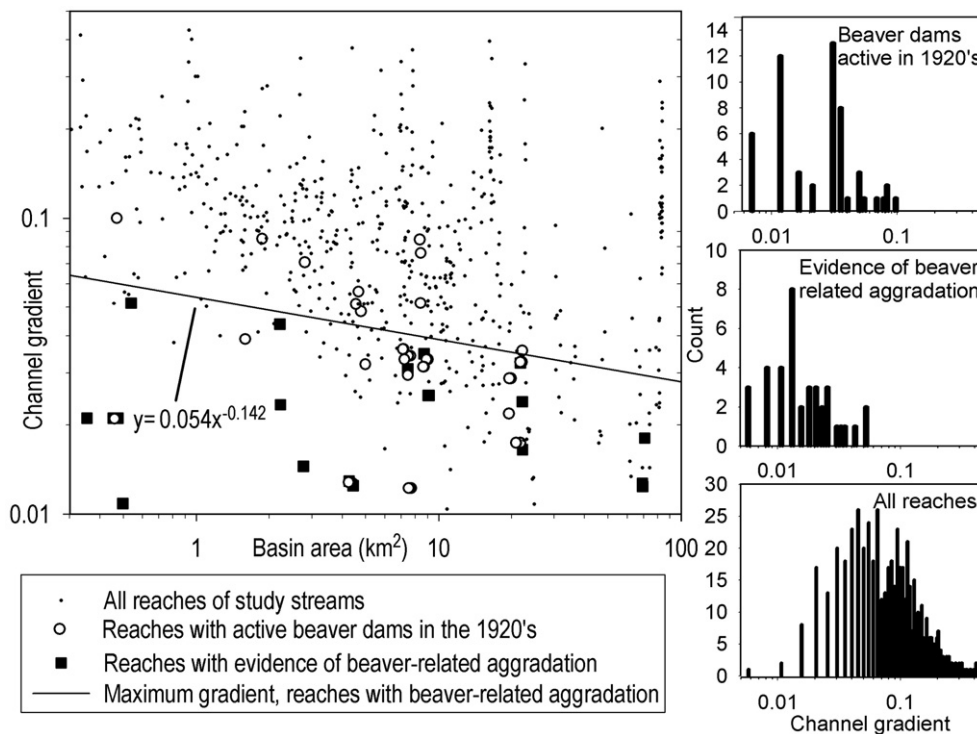 Channel gradient
0.1
0.01
y= 0.054x-0.142
1
Basin area (km2)
10
100
All reaches of study streams
Reaches with active beaver dams in the 1920's
Reaches with evidence of beaver-related aggradation
Maximum gradient, reaches with beaver-related aggradation
14
12
10
8
6
4
2
0
Beaver dams
active in 1920's
0.01
0.1
Count
10
8
6
4
2
0
Evidence of beaver
related aggradation
0.01
0.1
30
25
20
15
10
5
0
All reaches
0.01
0.1
Channel gradient